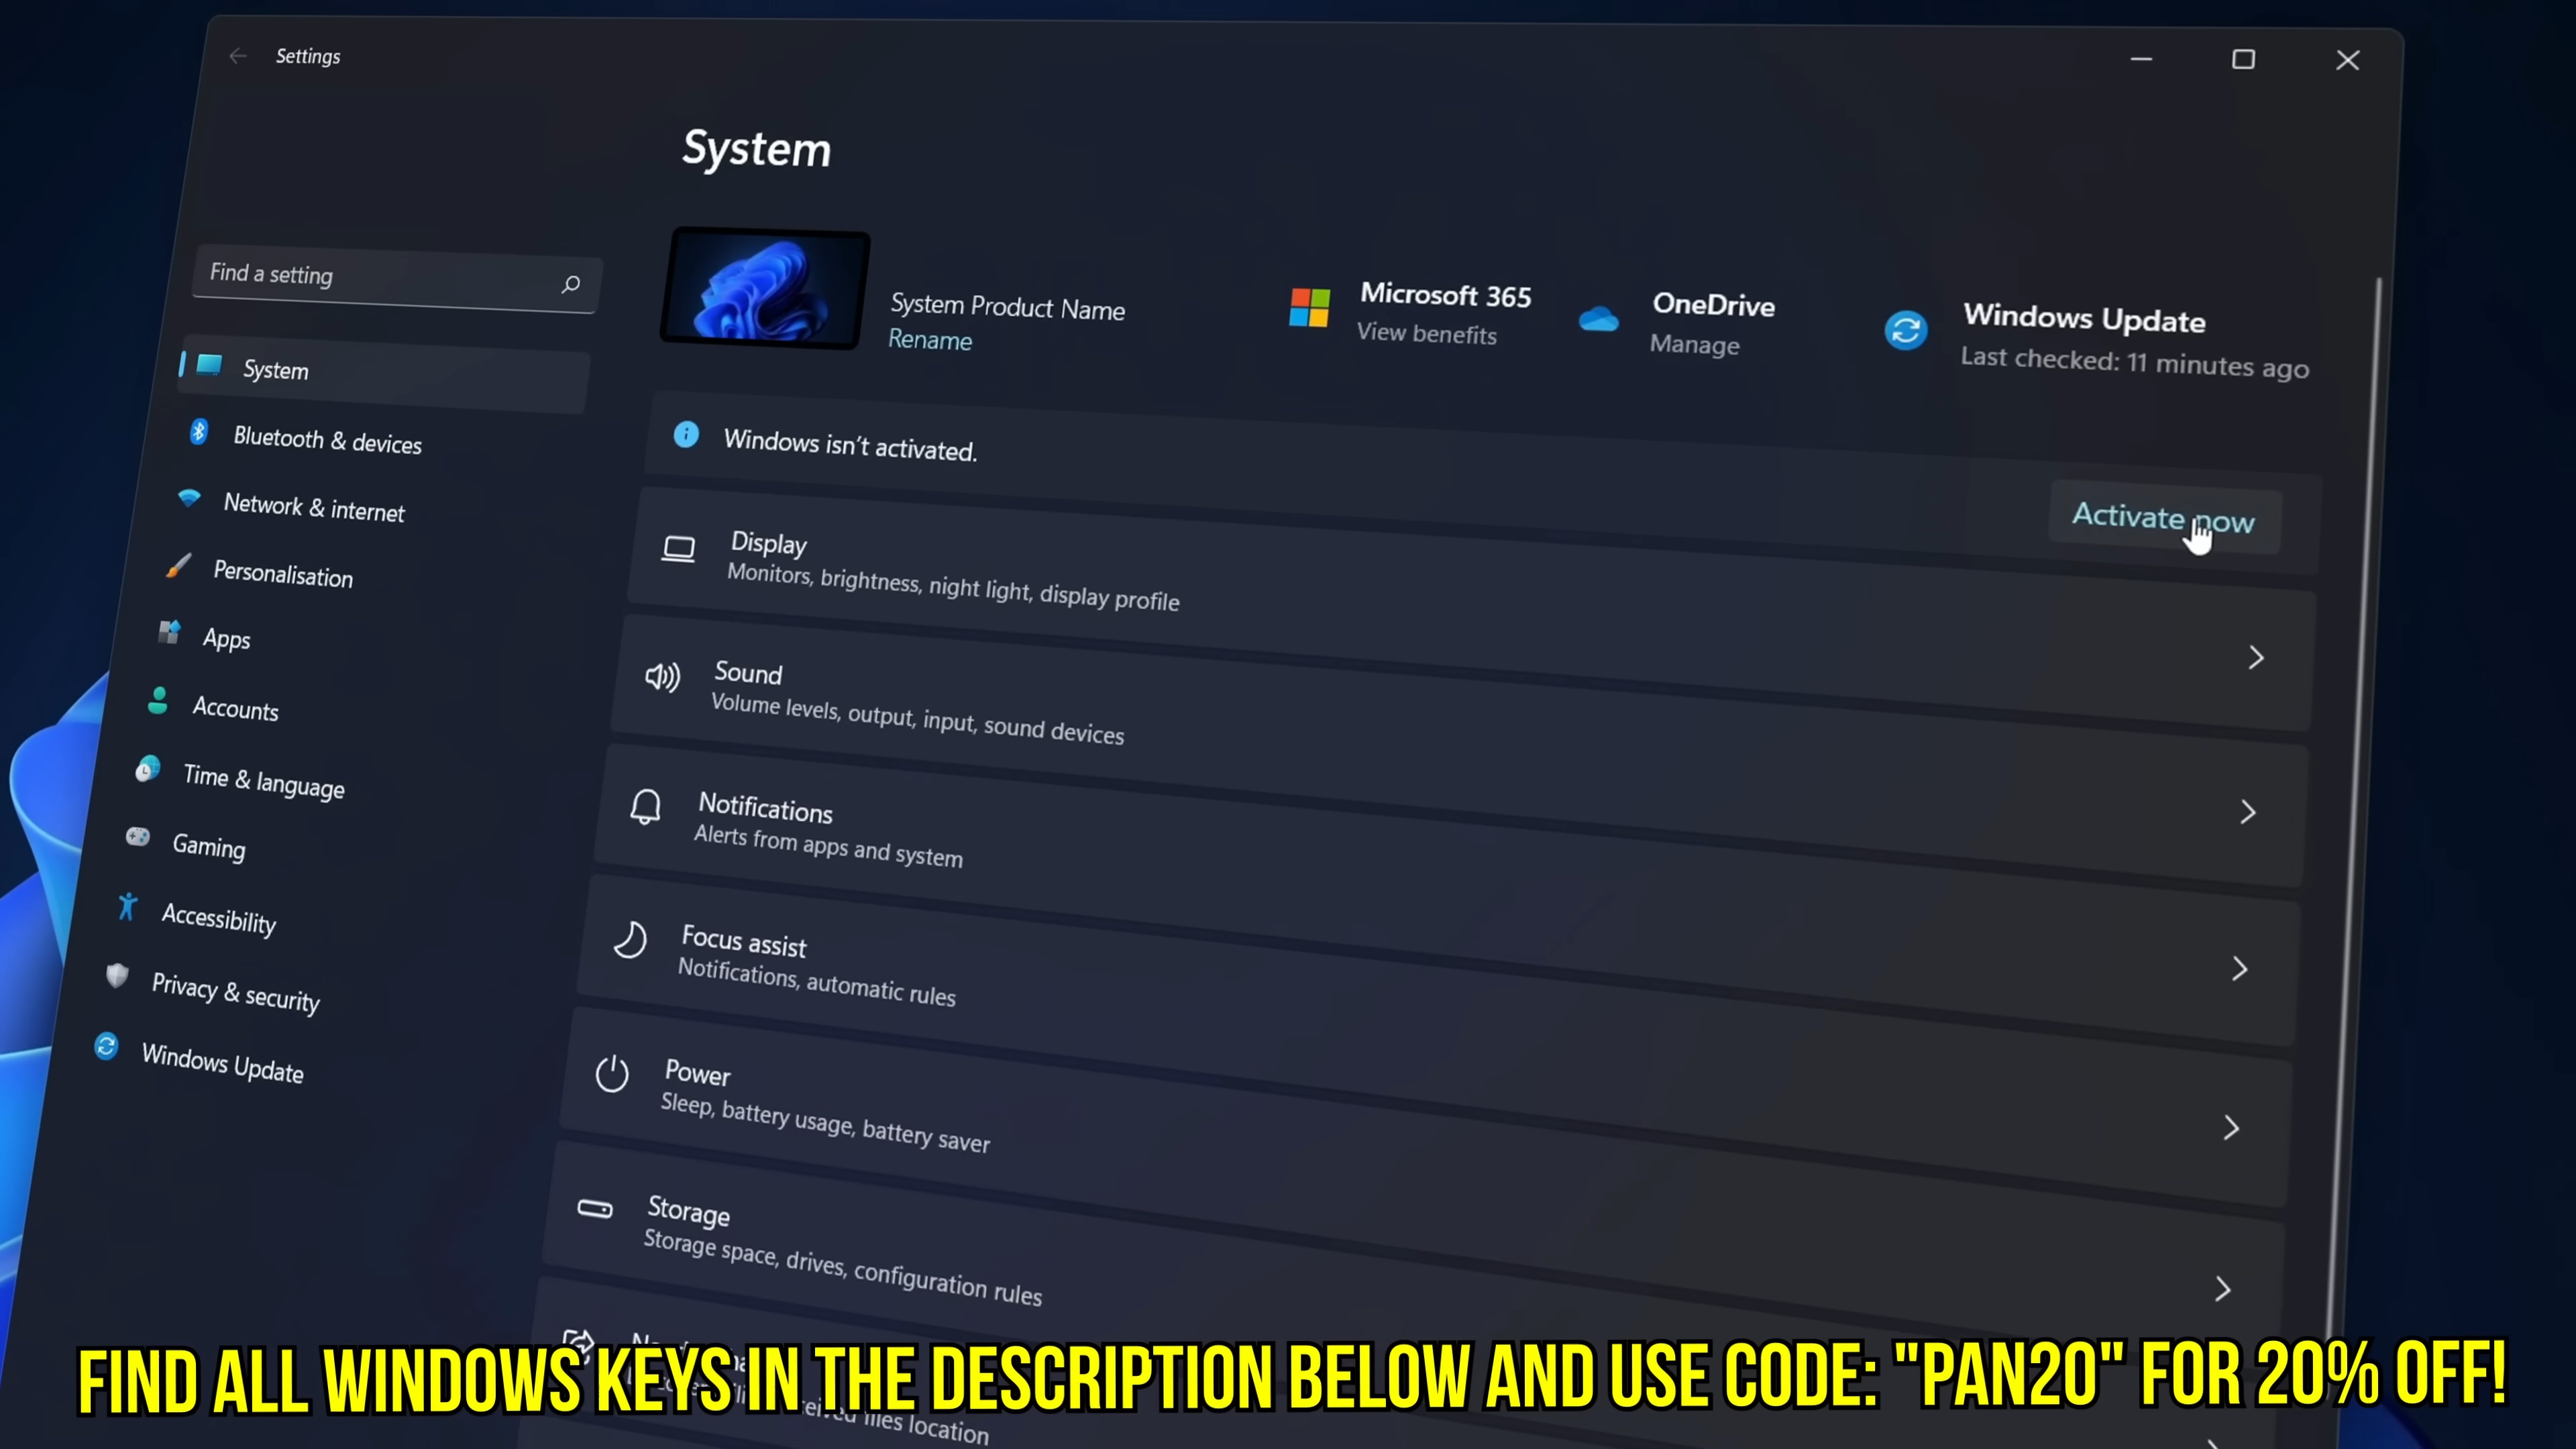 Settings
System
Find a setting
System Product Name
Rename
Microsoft 365
View benefits
OneDrive
Manage
Windows Update
Last checked: 11 minutes ago
System
Bluetooth & devices
Network & internet
Personalisation
Apps
Accounts
Time & language
Gaming
Accessibility
Privacy & security
Windows Update
Windows isn't activated.
Activate now
Display
Monitors, brightness, night light, display profile
Sound
Volume levels, output, input, sound devices
Notifications
Alerts from apps and system
Focus assist
Notifications, automatic rules
Power
Sleep, battery usage, battery saver
Storage
Storage space, drives, configuration rules
files location
FIND ALL WINDOWS KEYS IN THE DESCRIPTION BELOW AND USE CODE: "PAN20" FOR 20% OFF!